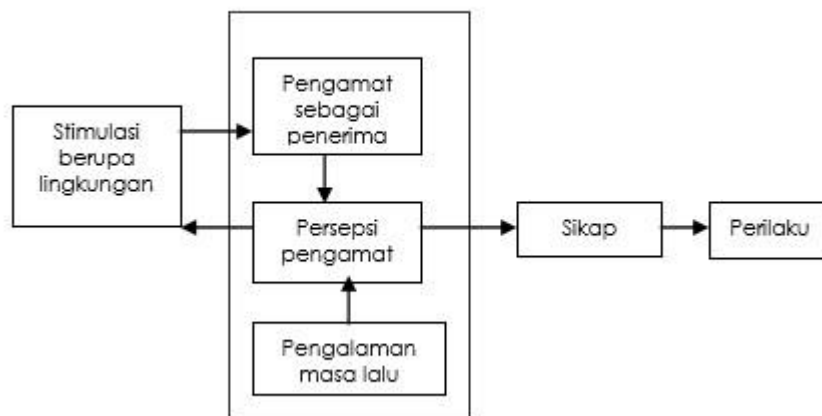 Stimulasi
berupa
lingkungan
Pengamat
sebagai
penerima
Persepsi
pengamat
Pengalaman
masa lalu
Sikap
Perilaku